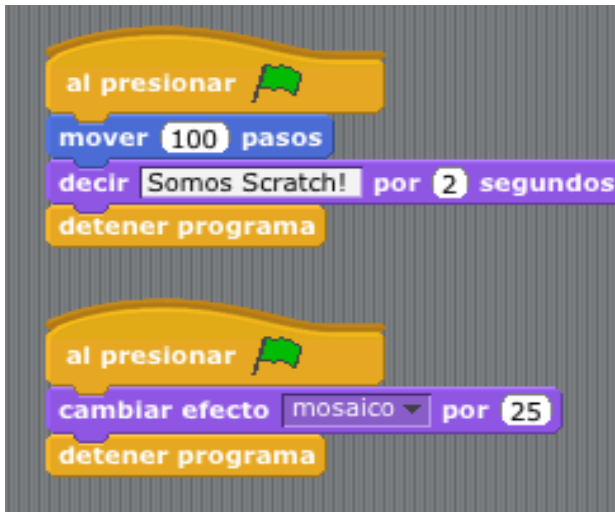 al presionar
mover 100 pasos
decir Somos Scratch! por 2 segundos
detener programa
al presionar
cambiar efecto mosaico por 25
detener programa